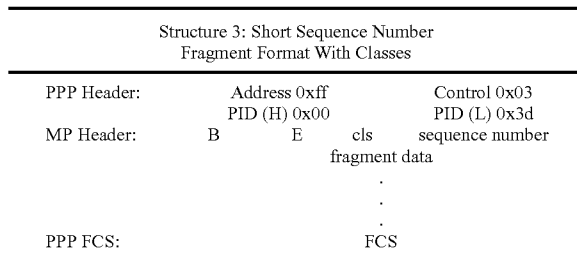 Structure 3: Short Sequence Number
Fragment Format With Classes
PPP Header: Address 0xff Control 0x03
PID (H) 0x00 PID (L) 0x3d
MP Header: B E cls sequence number
fragment data
.
.
.
PPP FCS: FCS